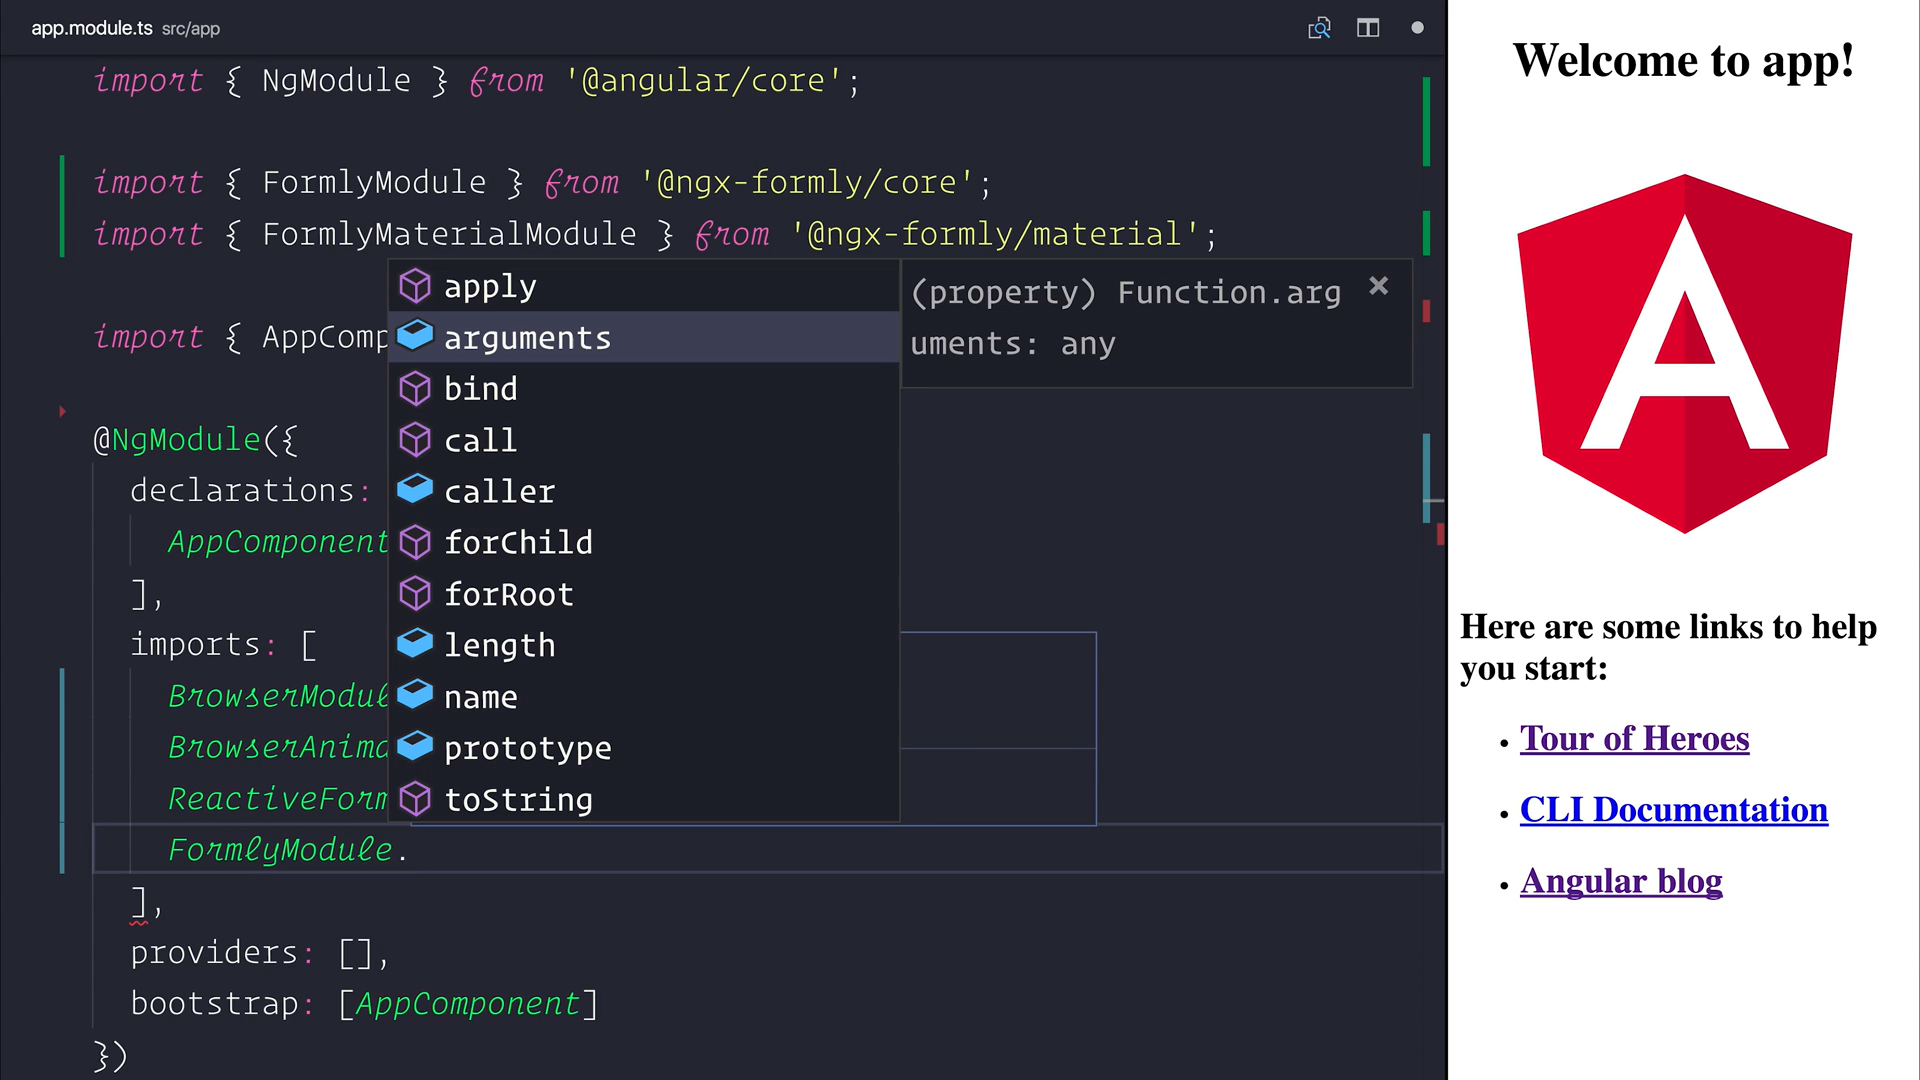 app.module.ts src/app
import { NgModule } from '@angular/core';
import { FormlyModule } from '@ngx-formly/core';
import { FormlyMaterialModule } from '@ngx-formly/material';
import { AppComp
@NgModule({
declarations:
AppComponent
],
imports: [
BrowserModul
BrowserAnima
ReactiveForm
FormlyModule.
],
providers: [],
bootstrap: [AppComponent]
})
apply
arguments
bind
call
caller
forChild
forRoot
length
name
prototype
toString
(property) Function.arg
uments: any
Welcome to app!
A
Here are some links to help
you start:
• Tour of Heroes
• CLI Documentation
• Angular blog